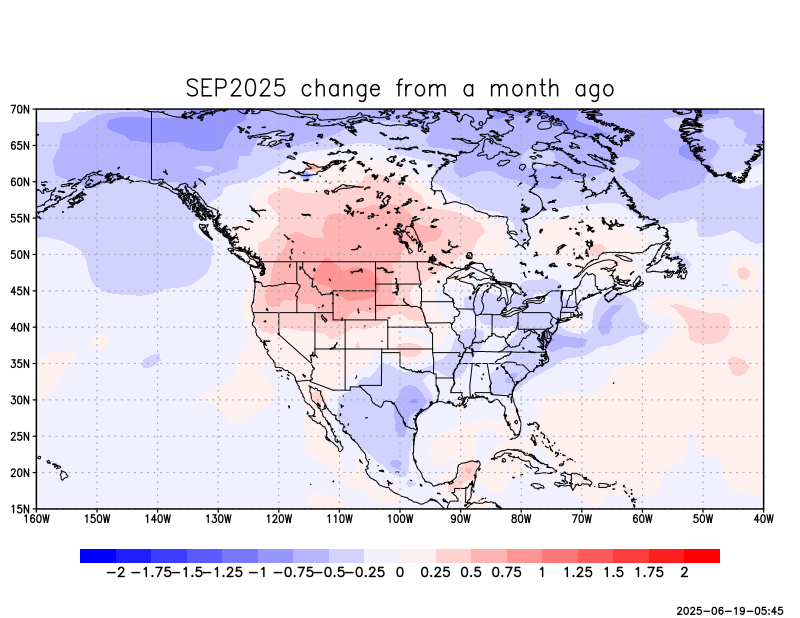 SEP2025 change from a month ago
70N
65N
60N
55N
50N
45N
40N
35N
30N
25N
20N
15N
160W 150W 140W 130W 120W 110W 100W 90W 80W 70W 60W 50W 40W
−2 −1.75 −1.5 −1.25 −1 −0.75 −0.5 −0.25 0 0.25 0.5 0.75 1 1.25 1.5 1.75 2
2025-06-19-05:45